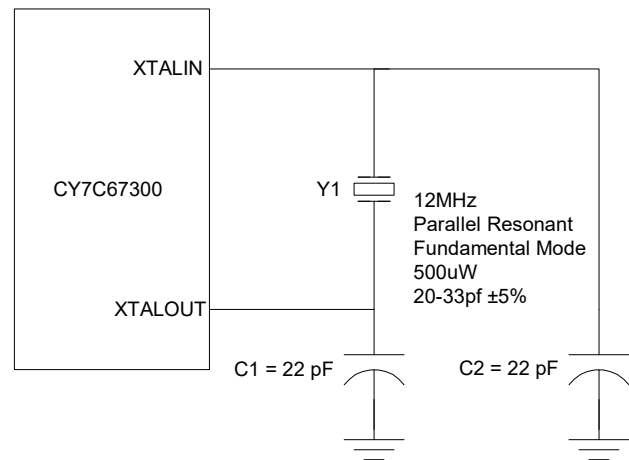 XTALIN
CY7C67300
Y1
12MHz
Parallel Resonant
Fundamental Mode
500uW
20-33pf ±5%
XTALOUT
C1 = 22 pF
C2 = 22 pF